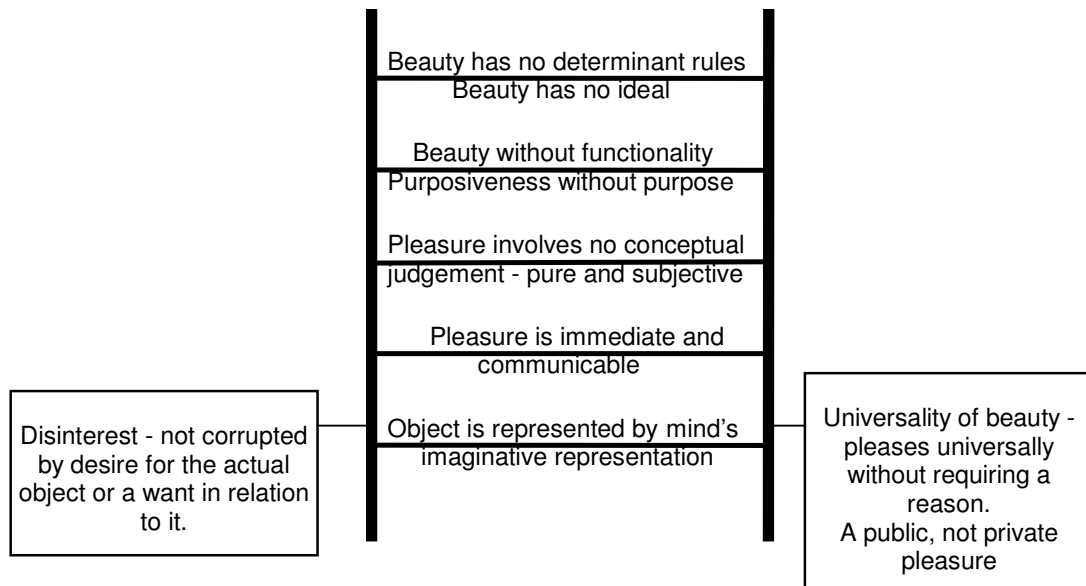 Beauty has no determinant rules
Beauty has no ideal
Beauty without functionality
Purposiveness without purpose
Pleasure involves no conceptual
judgement - pure and subjective
Pleasure is immediate and
communicable
Object is represented by mind's
imaginative representation
Disinterest - not corrupted
by desire for the actual
object or a want in relation
to it.
Universality of beauty -
pleases universally
without requiring a
reason.
A public, not private
pleasure